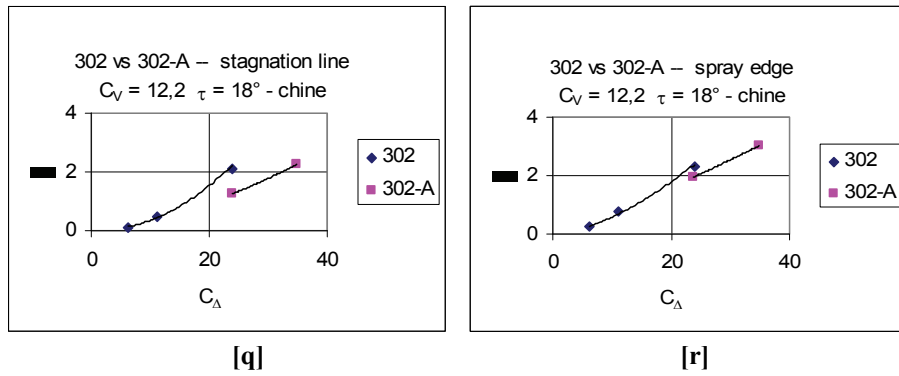 302 vs 302-A -- stagnation line
C_V = 12,2 τ = 18° - chine
4
2
0
0 20 40
C_Δ
302
302-A
[q]
302 vs 302-A -- spray edge
C_V = 12,2 τ = 18° - chine
4
2
0
0 20 40
C_Δ
302
302-A
[r]